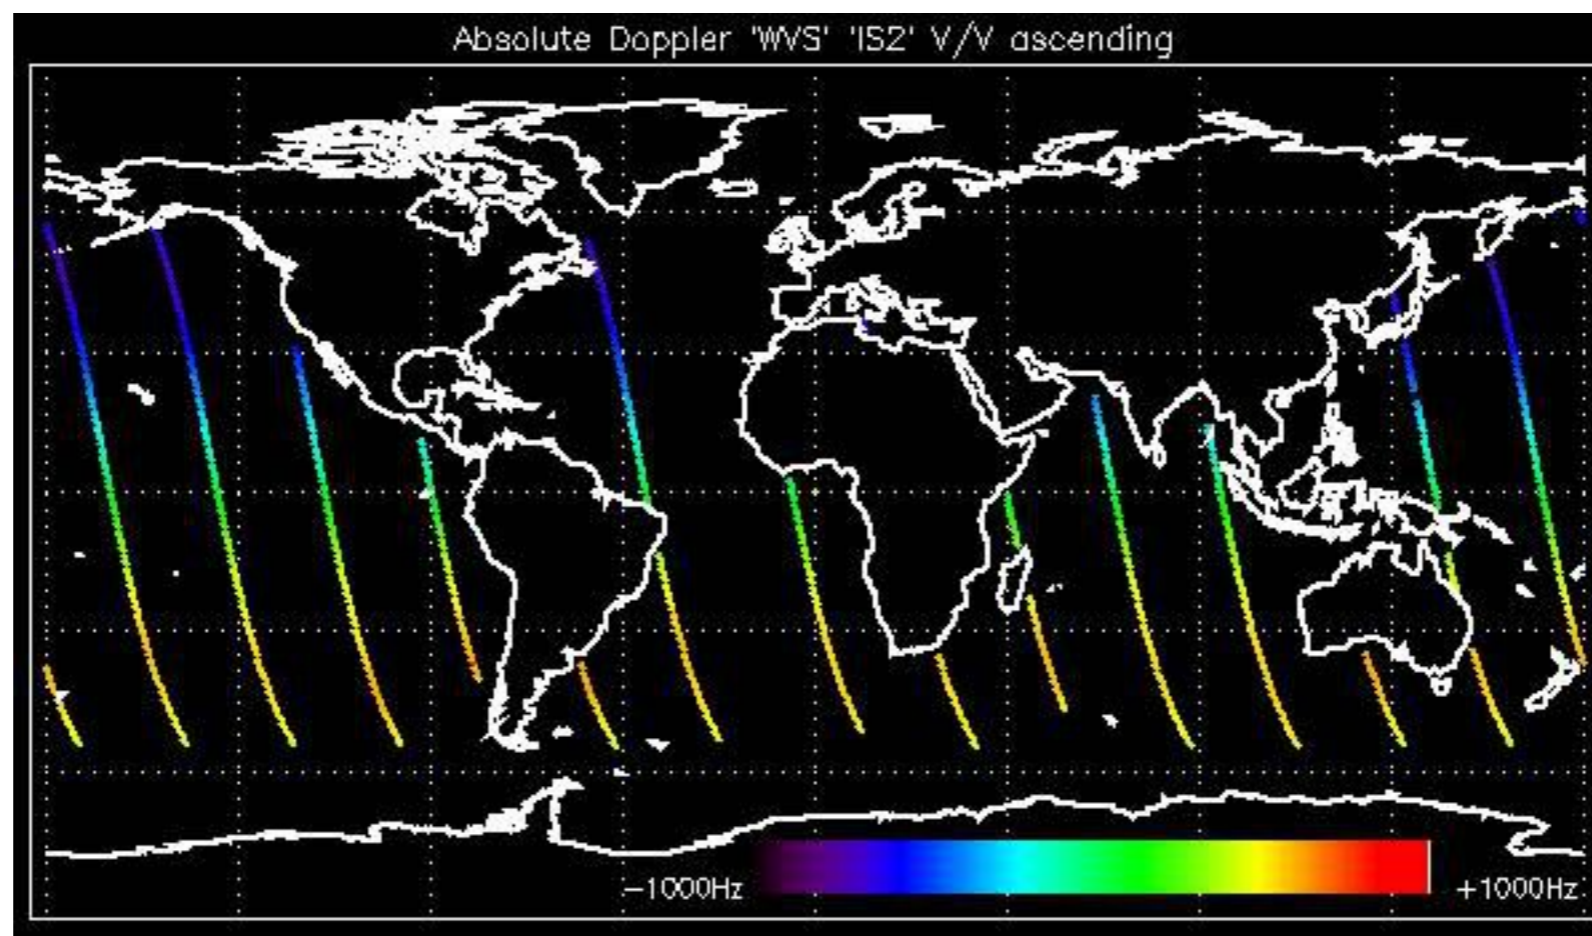 Absolute Doppler 'WVS' 'IS2' V/V ascending
-1000Hz +1000Hz